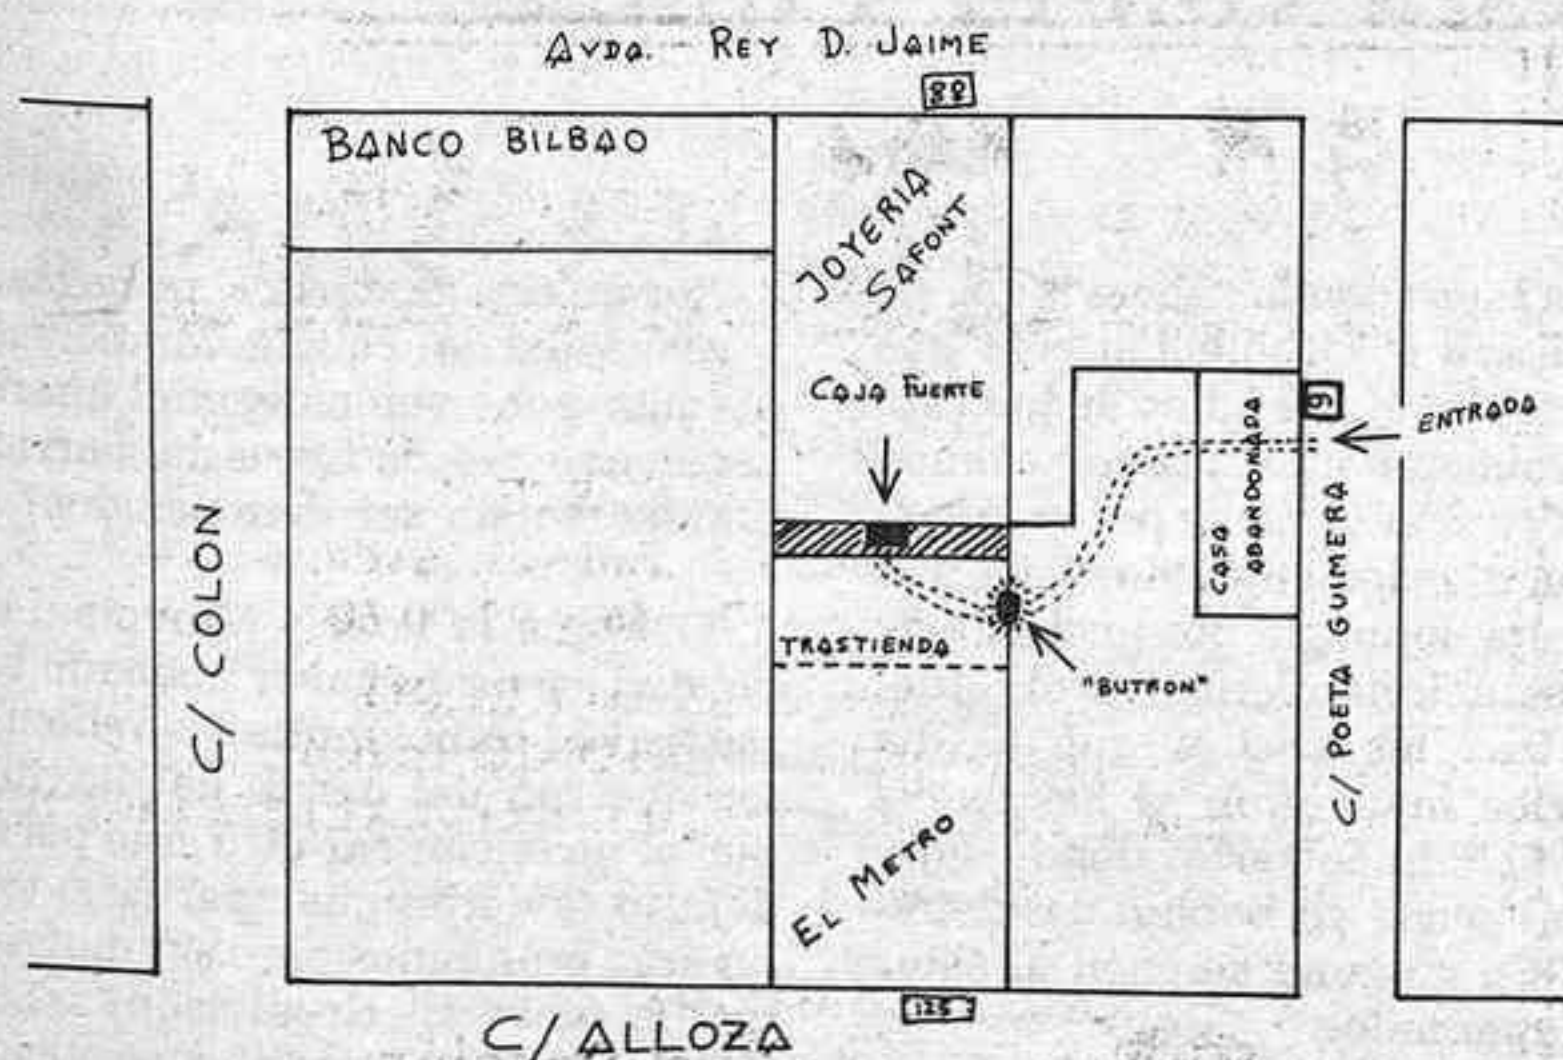 AVDA. REY D. JAIME
88
BANCO BILBAO
JOYERIA
SAFONT
CAJA FUERTE
9
ENTRADA
CASA
ABANDONADA
C/ COLON
C/ POETA GUIMERA
TRASTIENDA
"BUTRON"
EL METRO
125
C/ ALLOZA